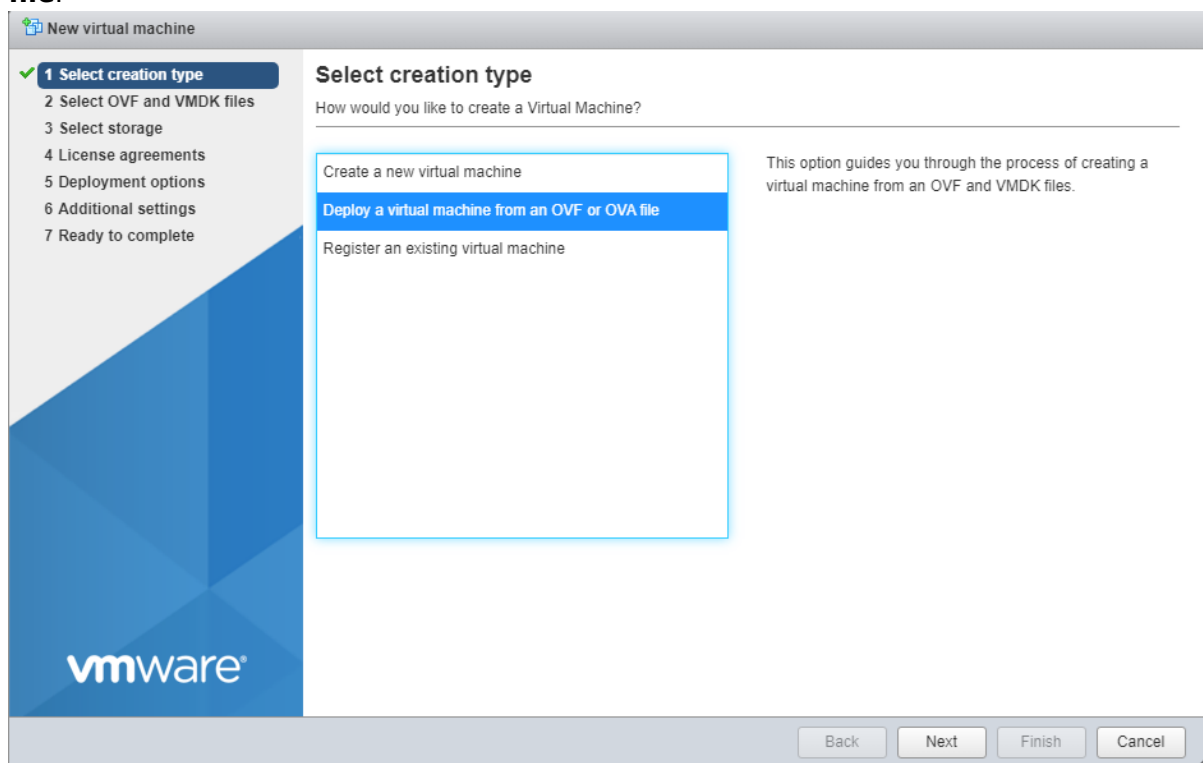 New virtual machine
1 Select creation type
2 Select OVF and VMDK files
3 Select storage
4 License agreements
5 Deployment options
6 Additional settings
7 Ready to complete
Select creation type
How would you like to create a Virtual Machine?
Create a new virtual machine
Deploy a virtual machine from an OVF or OVA file
Register an existing virtual machine
This option guides you through the process of creating a
virtual machine from an OVF and VMDK files.
vmware®
Back
Next
Finish
Cancel